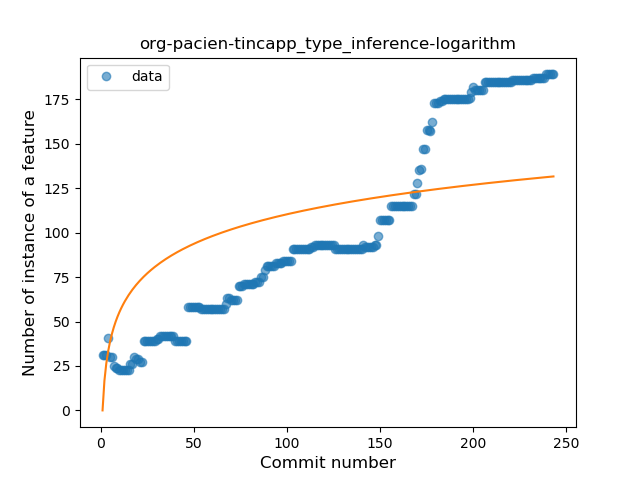 org-pacien-tincapp_type_inference-logarithm
data
Number of instance of a feature
175
150
125
100
75
50
25
0
0 50 100 150 200 250
Commit number